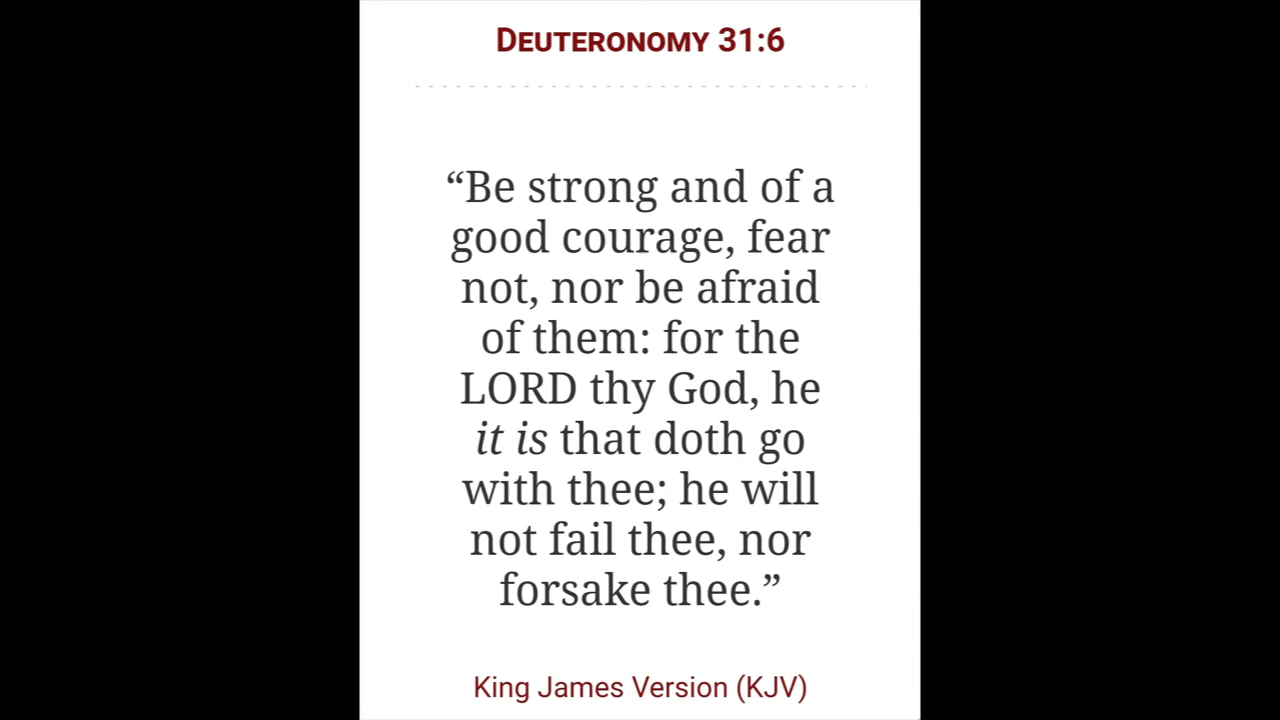 DEUTERONOMY 31:6
“Be strong and of a
good courage, fear
not, nor be afraid
of them: for the
LORD thy God, he
it is that doth go
with thee; he will
not fail thee, nor
forsake thee.”
King James Version (KJV)